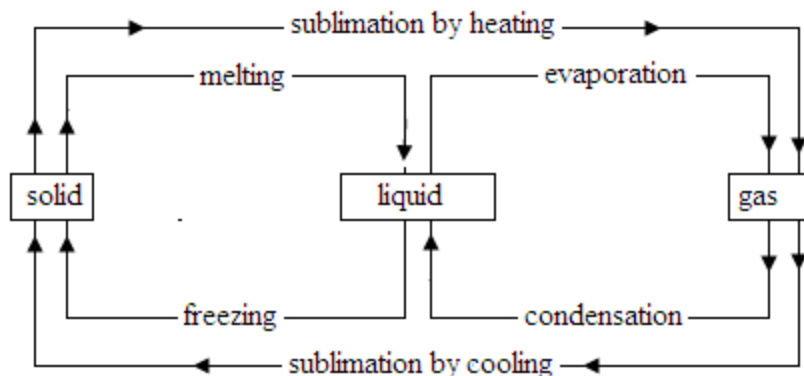 sublimation by heating
melting
evaporation
solid
liquid
gas
freezing
condensation
sublimation by cooling